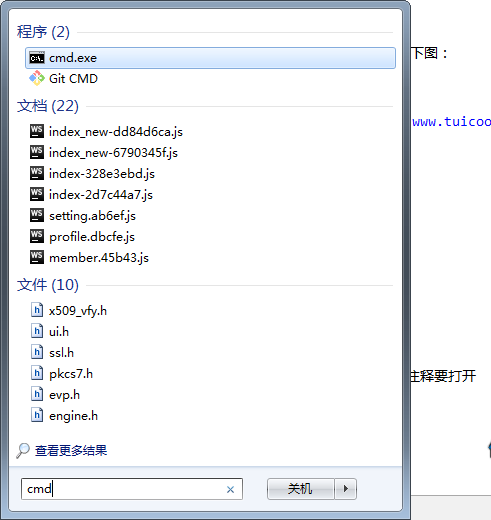 程序 (2)
cmd.exe
Git CMD
文档 (22)
index_new-dd84d6ca.js
index_new-6790345f.js
index-328e3ebd.js
index-2d7c44a7.js
setting.ab6ef.js
profile.dbcfe.js
member.45b43.js
文件 (10)
x509_vfy.h
ui.h
ssl.h
pkcs7.h
evp.h
engine.h
查看更多结果
cmd
关机
下图：
www.tuicoo
注释要打开